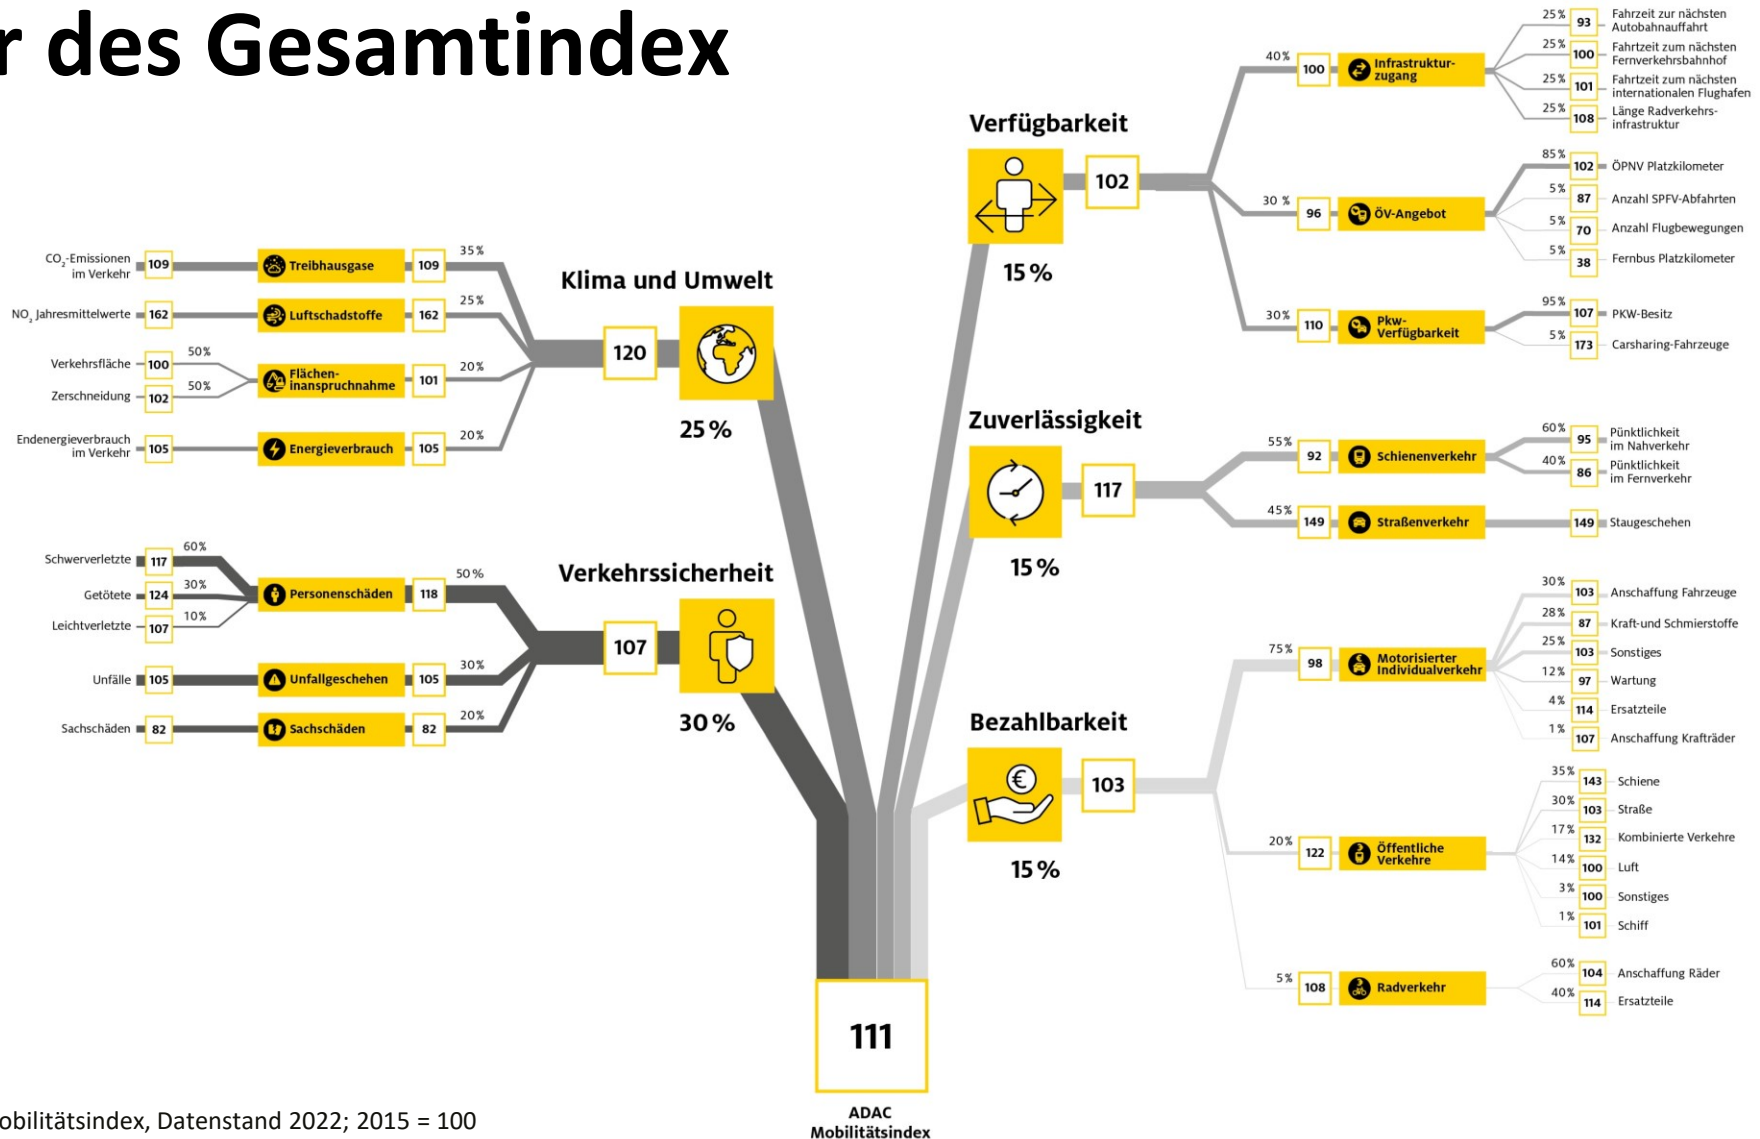 r des Gesamtindex
Klima und Umwelt
120
25 %
CO₂-Emissionen
im Verkehr
109
Treibhausgase
109
35 %
NO₂ Jahresmittelwerte
162
Luftschadstoffe
162
25 %
Verkehrsfläche
100
50 %
Zerschneidung
102
50 %
Flächen-
inanspruchnahme
101
20 %
Endenergieverbrauch
im Verkehr
105
Energieverbrauch
105
20 %
Verkehrssicherheit
107
30 %
Schwerverletzte
117
60 %
Getötete
124
30 %
Leichtverletzte
107
10 %
Personenschäden
118
50 %
Unfälle
105
Unfallgeschehen
105
30 %
Sachschäden
82
Sachschäden
82
20 %
Verfügbarkeit
102
15 %
40 %
100
Infrastruktur-
zugang
25 %
93
Fahrzeit zur nächsten
Autobahnauffahrt
25 %
100
Fahrtzeit zum nächsten
Fernverkehrsbahnhof
25 %
101
Fahrtzeit zum nächsten
internationalen Flughafen
25 %
108
Länge Radverkehrs-
infrastruktur
30 %
96
ÖV-Angebot
85 %
102
ÖPNV Platzkilometer
5 %
87
Anzahl SPFV-Abfahrten
5 %
70
Anzahl Flugbewegungen
5 %
38
Fernbus Platzkilometer
30 %
110
Pkw-
Verfügbarkeit
95 %
107
PKW-Besitz
5 %
173
Carsharing-Fahrzeuge
Zuverlässigkeit
117
15 %
55 %
92
Schienenverkehr
60 %
95
Pünktlichkeit
im Nahverkehr
40 %
86
Pünktlichkeit
im Fernverkehr
45 %
149
Straßenverkehr
149
Staugeschehen
Bezahlbarkeit
103
15 %
75 %
98
Motorisierter
Individualverkehr
30 %
103
Anschaffung Fahrzeuge
28 %
87
Kraft-und Schmierstoffe
25 %
103
Sonstiges
12 %
97
Wartung
4 %
114
Ersatzteile
1 %
107
Anschaffung Krafträder
20 %
122
Öffentliche
Verkehre
35 %
143
Schiene
30 %
103
Straße
17 %
132
Kombinierte Verkehre
14 %
100
Luft
3 %
100
Sonstiges
1 %
101
Schiff
5 %
108
Radverkehr
60 %
104
Anschaffung Räder
40 %
114
Ersatzteile
111
ADAC
Mobilitätsindex
obilitätsindex, Datenstand 2022; 2015 = 100